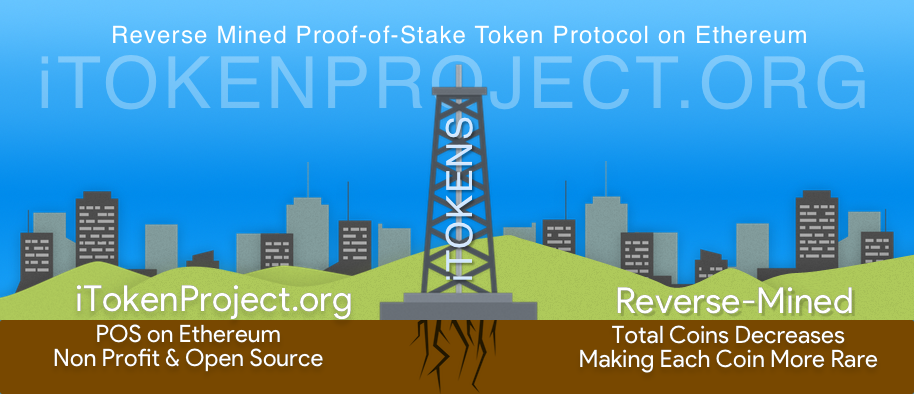 Reverse Mined Proof-of-Stake Token Protocol on Ethereum
iTOKENPROJECT.ORG
iTOKENS
iTokenProject.org
POS on Ethereum
Non Profit & Open Source
Reverse-Mined
Total Coins Decreases
Making Each Coin More Rare